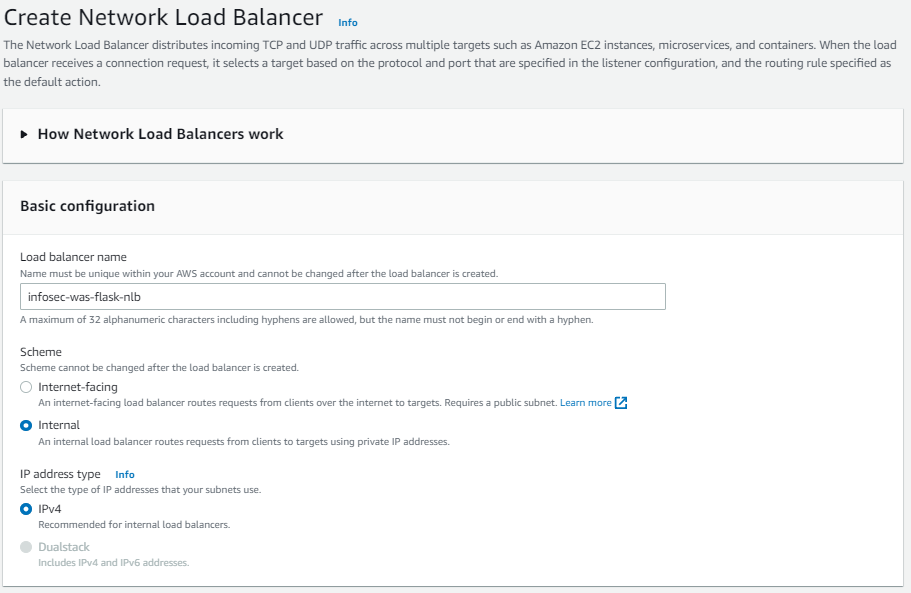 Create Network Load Balancer Info
The Network Load Balancer distributes incoming TCP and UDP traffic across multiple targets such as Amazon EC2 instances, microservices, and containers. When the load
balancer receives a connection request, it selects a target based on the protocol and port that are specified in the listener configuration, and the routing rule specified as
the default action.
How Network Load Balancers work
Basic configuration
Load balancer name
Name must be unique within your AWS account and cannot be changed after the load balancer is created.
infosec-was-flask-nlb
A maximum of 32 alphanumeric characters including hyphens are allowed, but the name must not begin or end with a hyphen.
Scheme
Scheme cannot be changed after the load balancer is created.
Internet-facing
An internet-facing load balancer routes requests from clients over the internet to targets. Requires a public subnet. Learn more
Internal
An internal load balancer routes requests from clients to targets using private IP addresses.
IP address type Info
Select the type of IP addresses that your subnets use.
IPv4
Recommended for internal load balancers.
Dualstack
Includes IPv4 and IPv6 addresses.